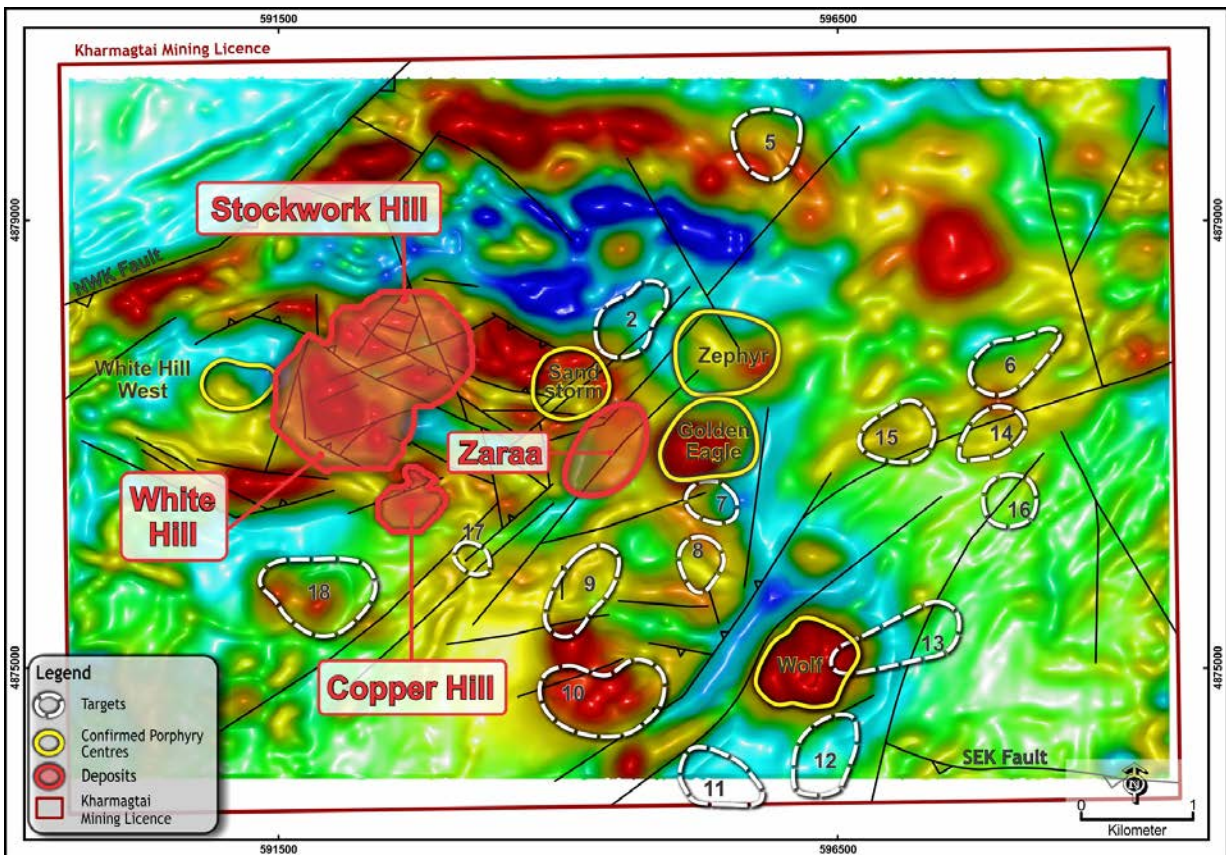 591500
596500
Kharmagtai Mining Licence
5
Stockwork Hill
4879000
4879000
NWK Fault
2
White Hill
West
Sand
storm
Zephyr
6
Golden
Eagle
15
14
Zaraa
White
Hill
7
16
17
8
18
9
13
Wolf
4875000
4875000
Copper Hill
10
12
11
SEK Fault
Legend
Targets
Confirmed Porphyry
Centres
Deposits
Kharmagtai
Mining Licence
N
0
1
Kilometer
591500
596500